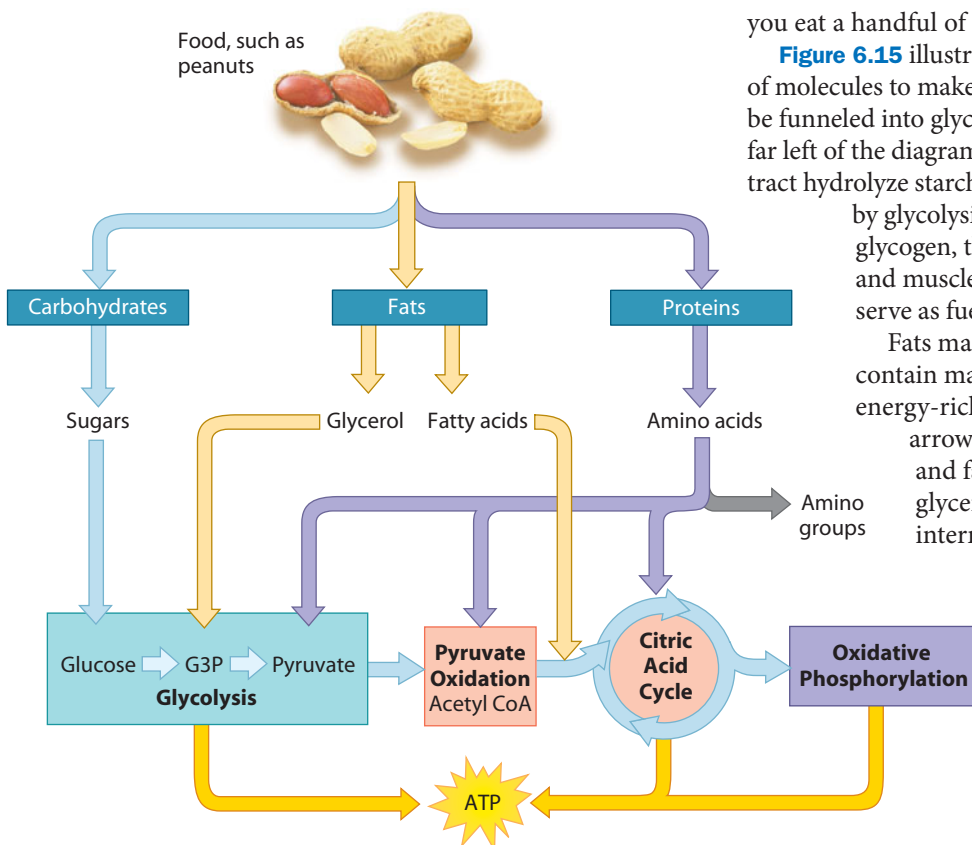 Food, such as
peanuts
you eat a handful of
Figure 6.15 illustr
of molecules to make
be funneled into glyc
far left of the diagram
tract hydrolyze starch
by glycolysi
glycogen, t
and muscle
serve as fue
Fats ma
contain ma
energy-rich
arrow
and fa
glycer
intern
Carbohydrates
Fats
Proteins
Sugars
Glycerol
Fatty acids
Amino acids
Amino
groups
Glucose
G3P
Pyruvate
Glycolysis
Pyruvate
Oxidation
Acetyl CoA
Citric
Acid
Cycle
Oxidative
Phosphorylation
ATP